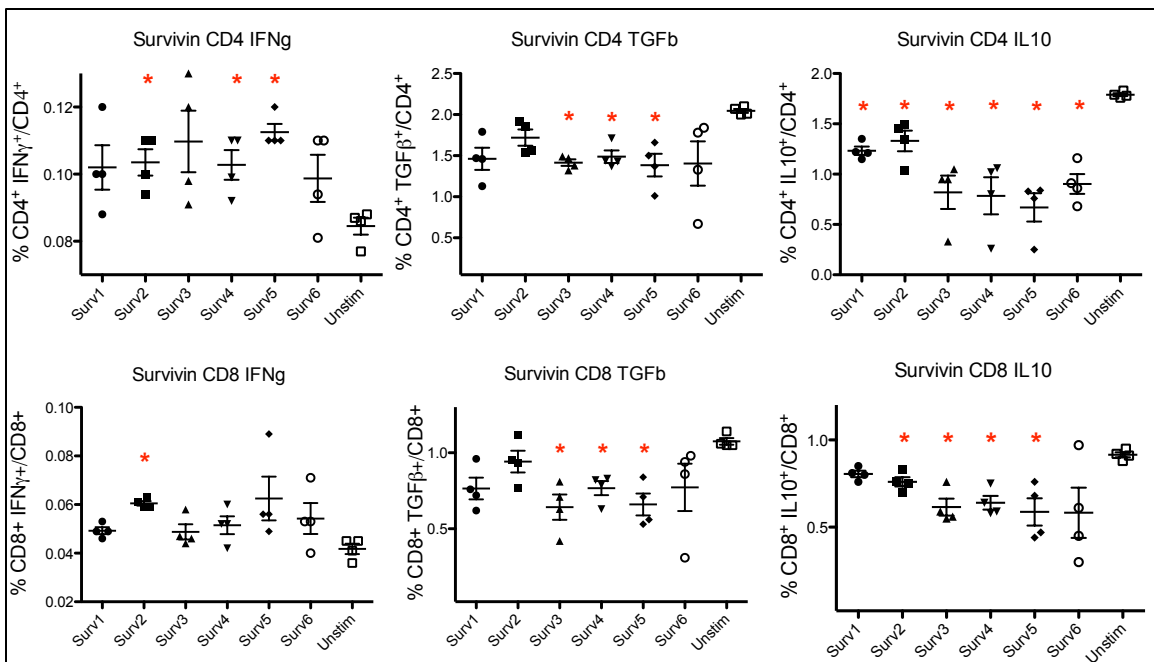 Survivin CD4 IFNg
% CD4+ IFNγ+/CD4+
0.12
0.10
0.08
*
*
*
Surv1
Surv2
Surv3
Surv4
Surv5
Surv6
Unstim
Survivin CD4 TGFb
% CD4+ TGFβ+/CD4+
2.5
2.0
1.5
1.0
0.5
*
*
*
Surv1
Surv2
Surv3
Surv4
Surv5
Surv6
Unstim
Survivin CD4 IL10
% CD4+ IL10+/CD4+
2.0
1.5
1.0
0.5
0.0
*
*
*
*
*
*
Surv1
Surv2
Surv3
Surv4
Surv5
Surv6
Unstim
Survivin CD8 IFNg
% CD8+ IFNγ+/CD8+
0.10
0.08
0.06
0.04
0.02
*
Surv1
Surv2
Surv3
Surv4
Surv5
Surv6
Unstim
Survivin CD8 TGFb
% CD8+ TGFβ+/CD8+
1.0
0.5
*
*
*
Surv1
Surv2
Surv3
Surv4
Surv5
Surv6
Unstim
Survivin CD8 IL10
% CD8+ IL10+/CD8+
1.0
0.5
*
*
*
*
Surv1
Surv2
Surv3
Surv4
Surv5
Surv6
Unstim